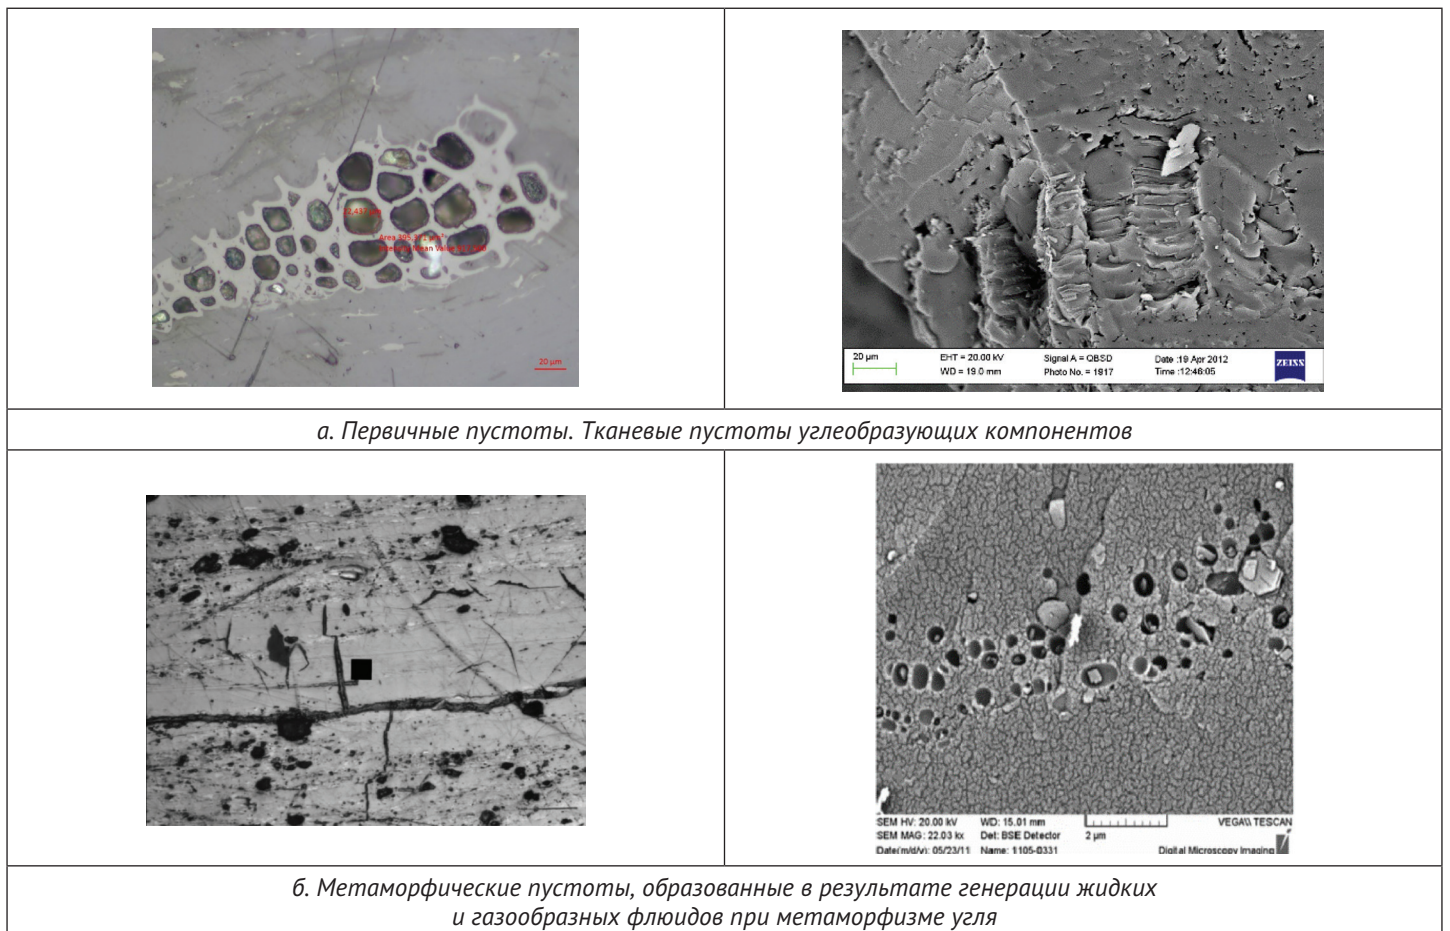 20 µm
20 µm
EHT = 20.00 kV
WD = 19.0 mm
Signal A = QBSD
Photo No. = 1917
Date :19 Apr 2012
Time :12:46:05
ZEISS
а. Первичные пустоты. Тканевые пустоты углеобразующих компонентов
SEM HV: 20.00 kV
WD: 15.01 mm
VEGA\\ TESCAN
SEM MAG: 22.03 kx
Det: BSE Detector
2 µm
Date(m/d/y): 05/23/11
Name: 1105-0331
Digital Microscopy Imaging
б. Метаморфические пустоты, образованные в результате генерации жидких
и газообразных флюидов при метаморфизме угля